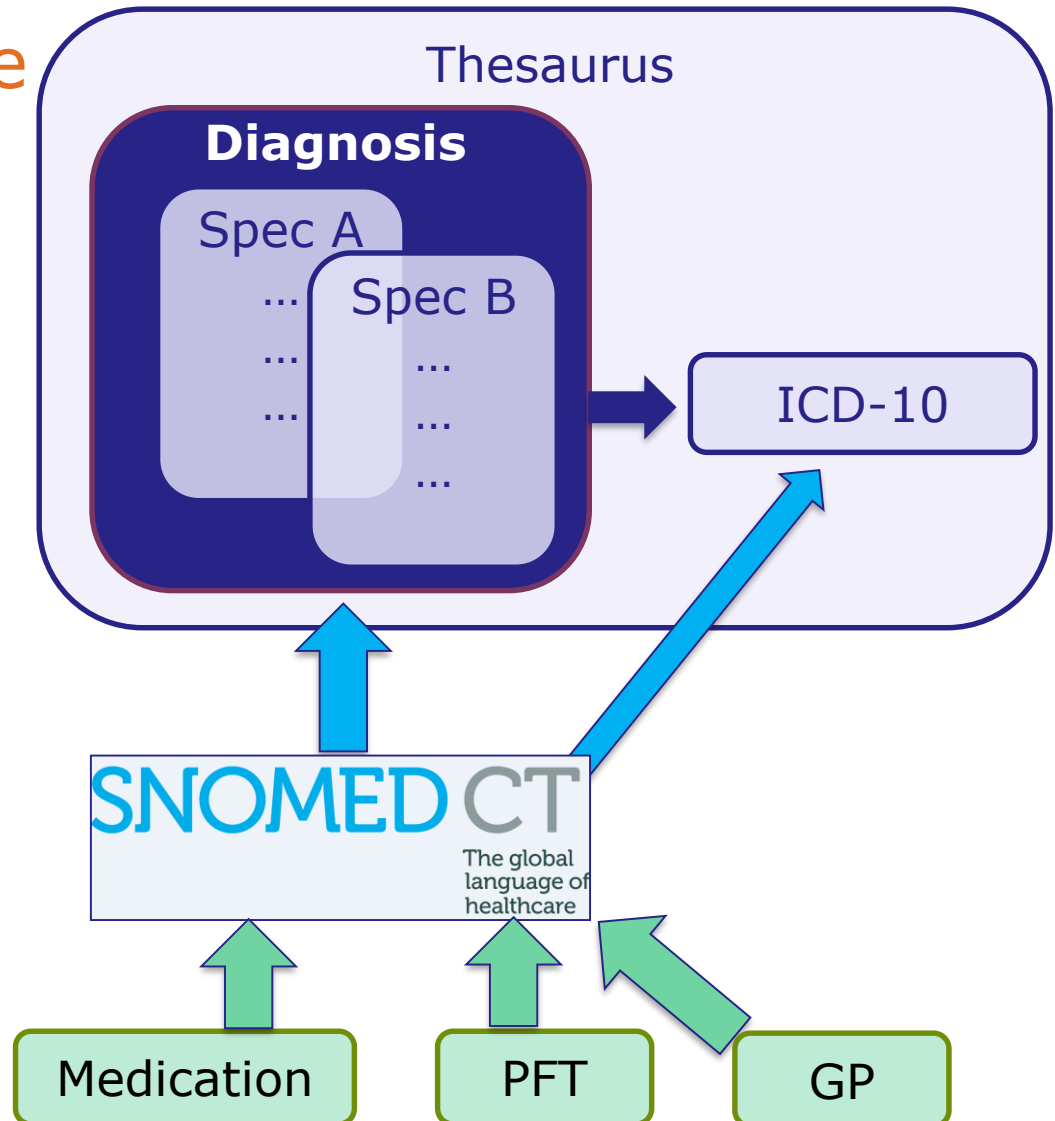 e
Thesaurus
Diagnosis
Spec A
...
...
...
Spec B
...
...
...
ICD-10
SNOMED CT
The global
language of
healthcare
Medication
PFT
GP